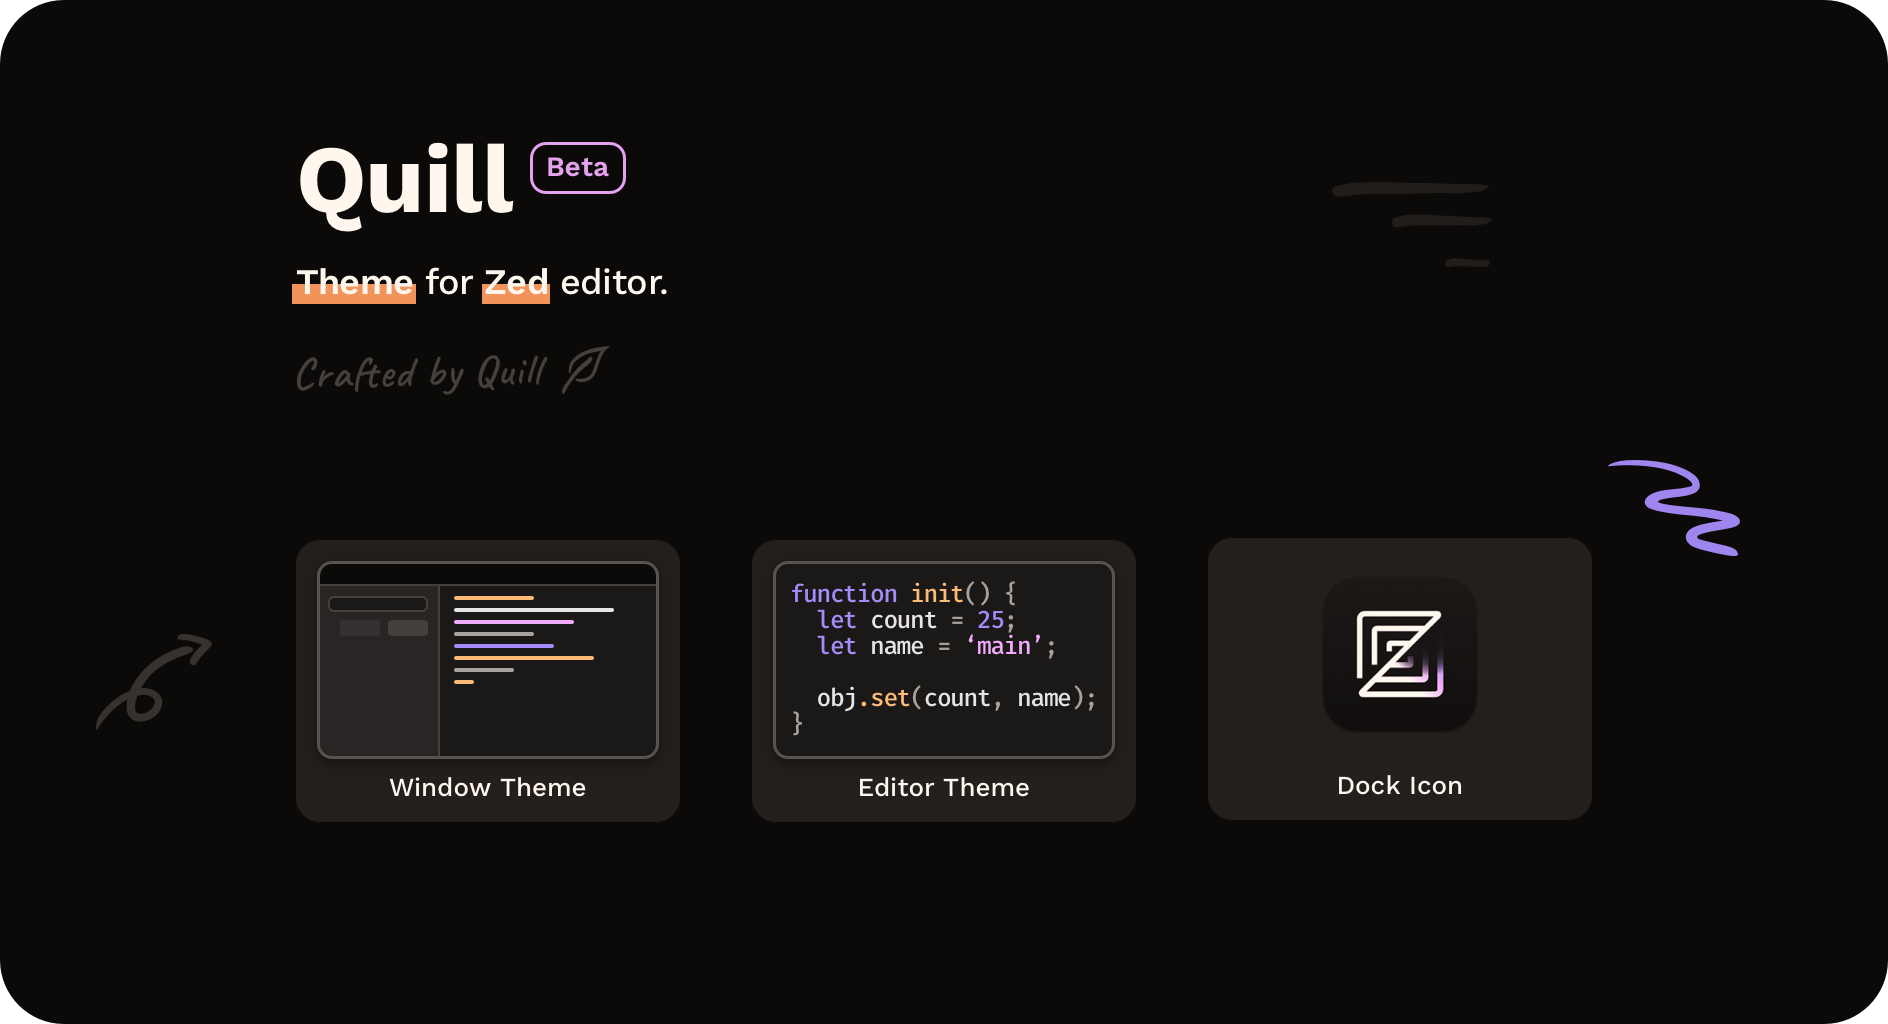 Quill Beta
Theme for Zed editor.
Crafted by Quill
function init() {
let count = 25;
let name = ‘main’;
obj.set(count, name);
}
Window Theme
Editor Theme
Dock Icon